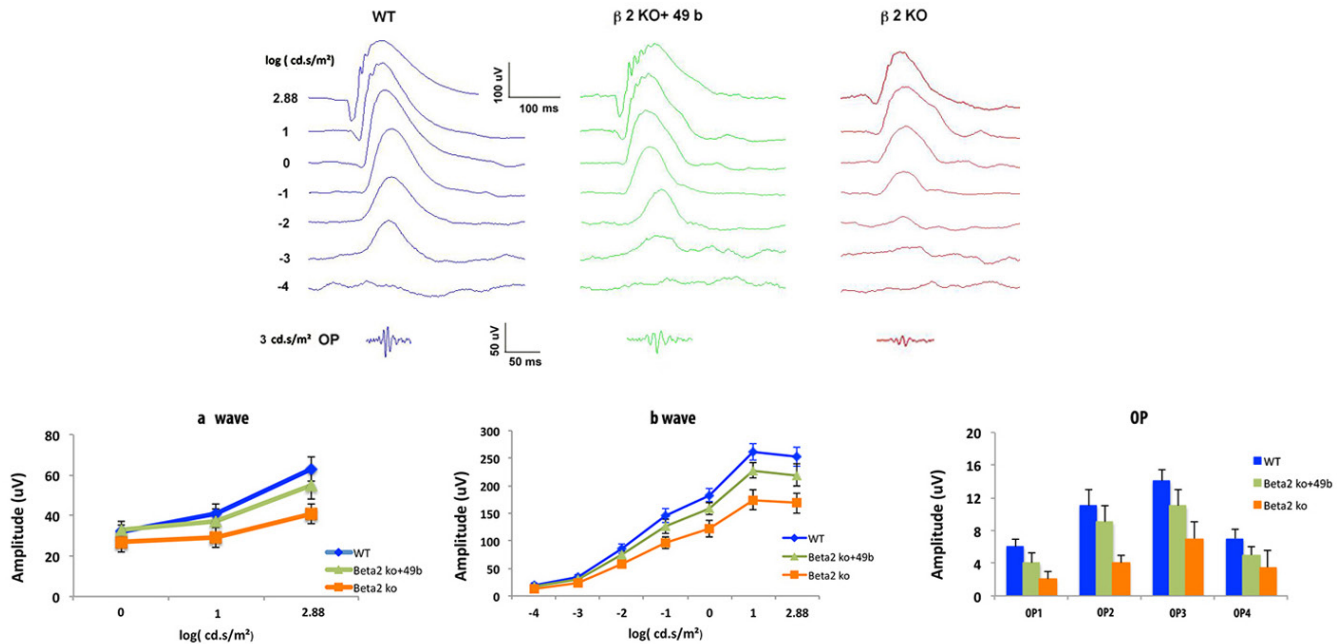 WT β 2 KO+ 49 b β 2 KO
log ( cd.s/m²)
2.88
100 uV
100 ms
1
0
-1
-2
-3
-4
3 cd.s/m² OP
50 uV
50 ms
a wave
80
60
40
20
0
Amplitude (uV)
0 1 2.88
log( cd.s/m²)
WT
Beta2 ko+49b
Beta2 ko
b wave
300
250
200
150
100
50
0
Amplitude (uV)
-4 -3 -2 -1 0 1 2.88
log( cd.s/m²)
WT
Beta2 ko+49b
Beta2 ko
OP
20
16
12
8
4
0
Amplitude (uV)
OP1 OP2 OP3 OP4
WT
Beta2 ko+49b
Beta2 ko